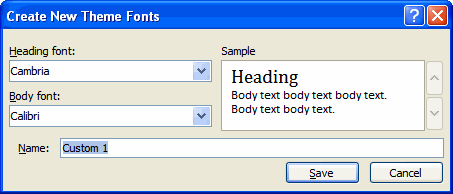 Create New Theme Fonts
Heading font:
Cambria
Body font:
Calibri
Sample
Heading
Body text body text body text.
Body text body text.
Name: Custom 1
Save Cancel